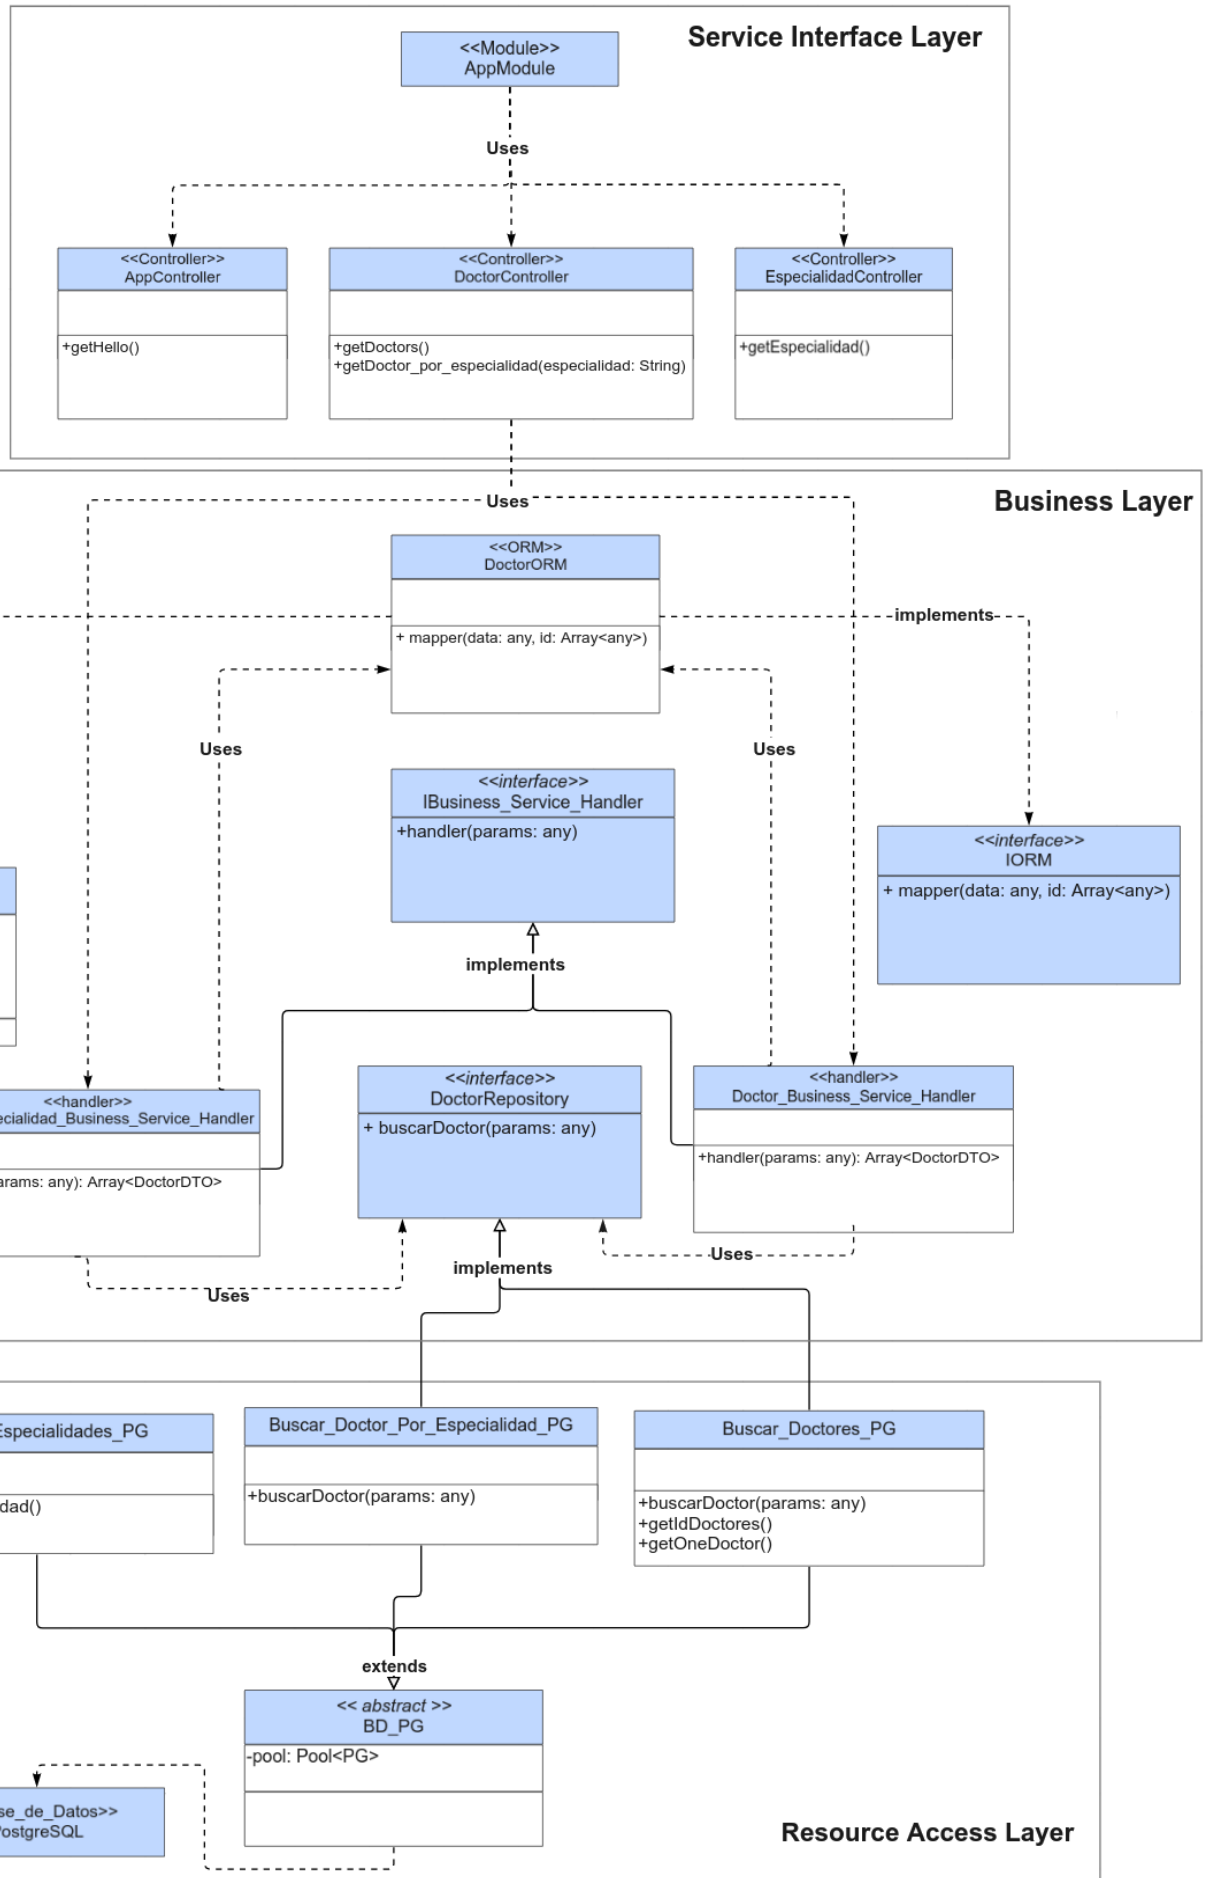 Service Interface Layer
<<Module>>
AppModule
Uses
<<Controller>>
AppController
+getHello()
<<Controller>>
DoctorController
+getDoctors()
+getDoctor_por_especialidad(especialidad: String)
<<Controller>>
EspecialidadController
+getEspecialidad()
Business Layer
Uses
<<ORM>>
DoctorORM
+ mapper(data: any, id: Array<any>)
implements
Uses
Uses
<<interface>>
IBusiness_Service_Handler
+handler(params: any)
<<interface>>
IORM
+ mapper(data: any, id: Array<any>)
implements
<<handler>>
ecialidad_Business_Service_Handler
arams: any): Array<DoctorDTO>
<<interface>>
DoctorRepository
+ buscarDoctor(params: any)
<<handler>>
Doctor_Business_Service_Handler
+handler(params: any): Array<DoctorDTO>
Uses
implements
Uses
Especialidades_PG
dad()
Buscar_Doctor_Por_Especialidad_PG
+buscarDoctor(params: any)
Buscar_Doctores_PG
+buscarDoctor(params: any)
+getIdDoctores()
+getOneDoctor()
extends
<< abstract >>
BD_PG
-pool: Pool<PG>
se_de_Datos>>
PostgreSQL
Resource Access Layer